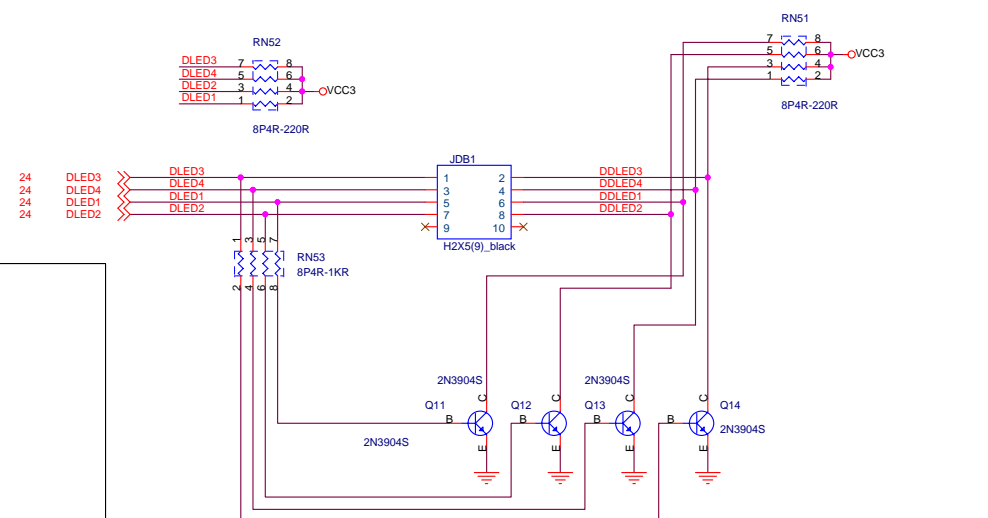 RN51
7 8
5 6 VCC3
3 4
1 2
8P4R-220R
RN52
DLED3 7 8
DLED4 5 6
DLED2 3 4 VCC3
DLED1 1 2
8P4R-220R
JDB1
24 DLED3 DLED3 1 2 DDLED3
24 DLED4 DLED4 3 4 DDLED4
24 DLED1 DLED1 5 6 DDLED1
24 DLED2 DLED2 7 8 DDLED2
9 10
H2X5(9)_black
1 3 5 7
RN53
8P4R-1KR
2 4 6 8
2N3904S 2N3904S
C C C C
Q11 Q12 Q13 Q14
B B B B
2N3904S 2N3904S
E E E E